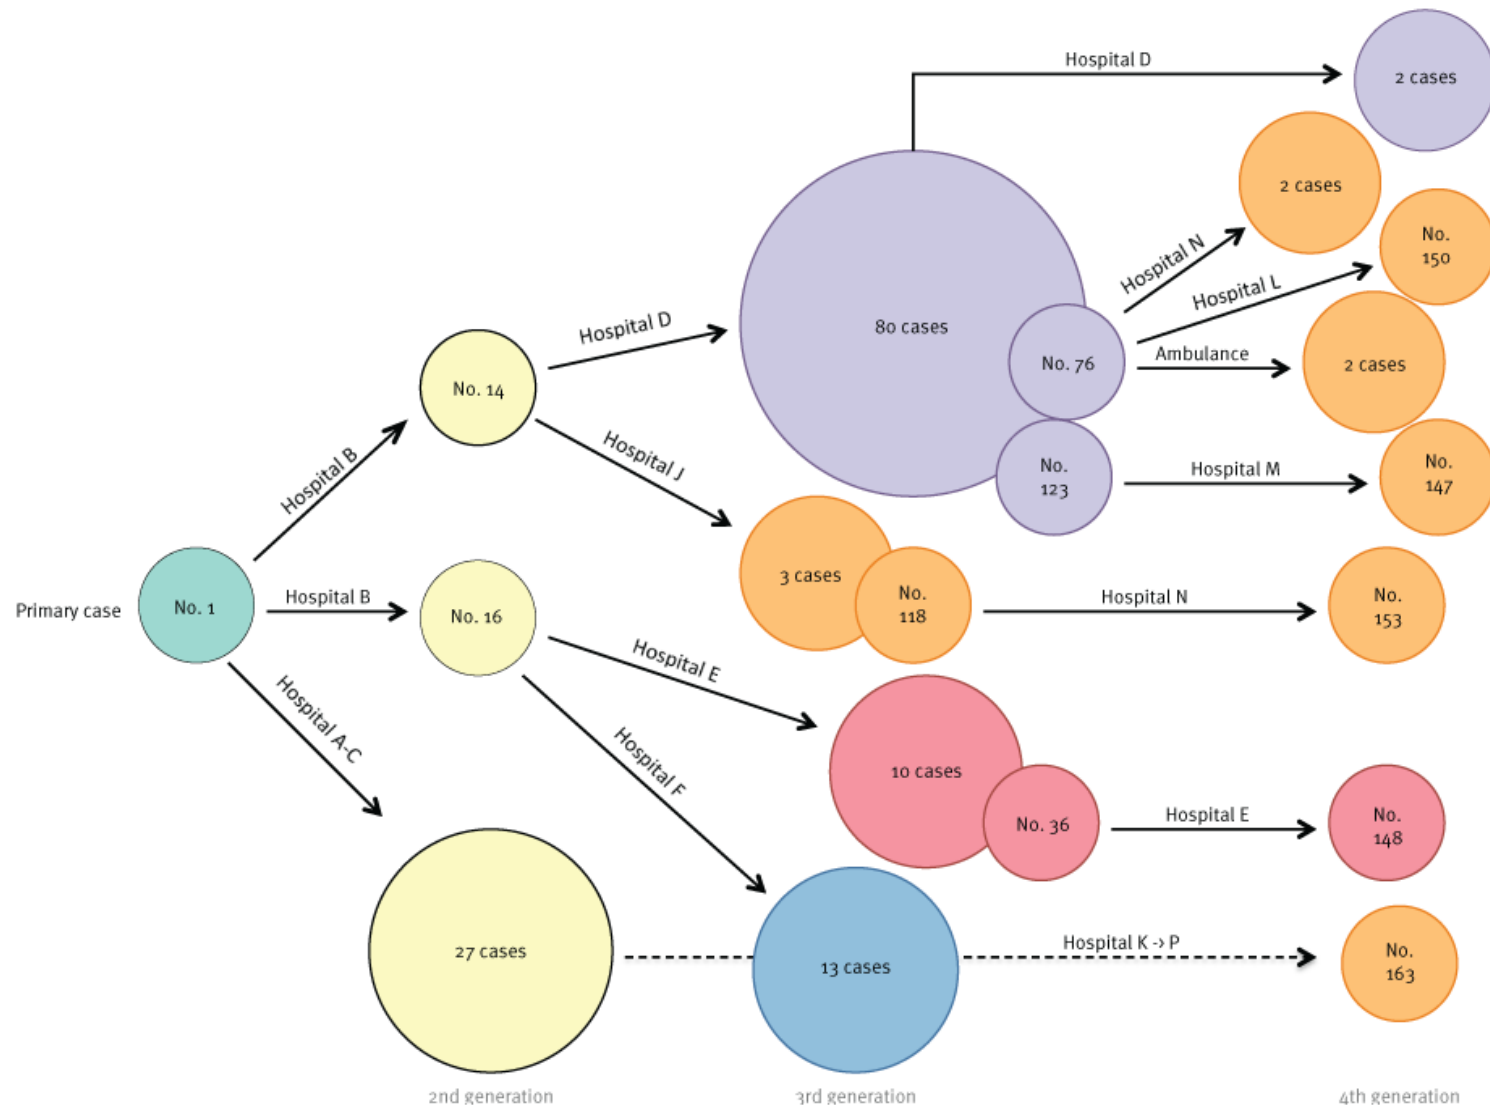 Hospital D
2 cases
2 cases
Hospital N
No.
150
Hospital L
Hospital D
80 cases
No. 76
Ambulance
2 cases
No. 14
Hospital B
Hospital J
No.
123
Hospital M
No.
147
Primary case
No. 1
Hospital B
No. 16
3 cases
No.
118
Hospital N
No.
153
Hospital E
Hospital A-C
Hospital F
10 cases
No. 36
Hospital E
No.
148
27 cases
13 cases
Hospital K -> P
No.
163
2nd generation
3rd generation
4th generation